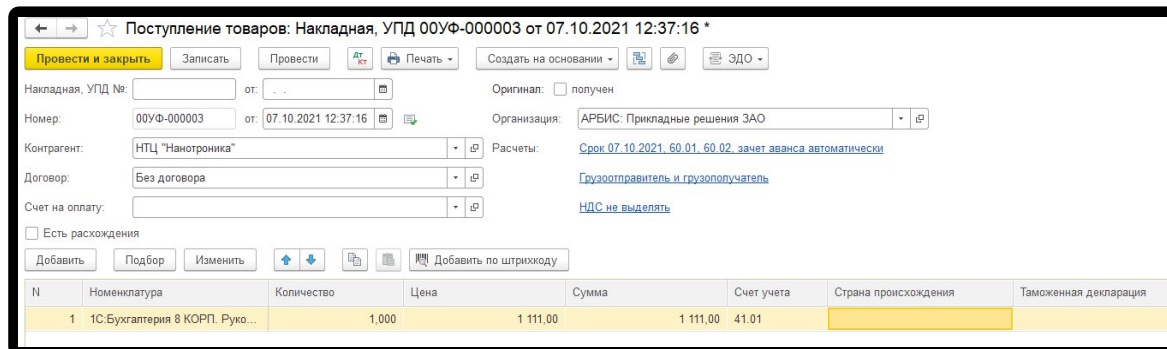 Поступление товаров: Накладная, УПД 00УФ-000003 от 07.10.2021 12:37:16 *
Провести и закрыть Записать Провести Дт Кт Печать Создать на основании ЭДО
Накладная, УПД №: от: . . Оригинал: получен
Номер: 00УФ-000003 от: 07.10.2021 12:37:16 Организация: АРБИС: Прикладные решения ЗАО
Контрагент: НТЦ "Нанотроника" Расчеты: Срок 07.10.2021, 60.01, 60.02, зачет аванса автоматически
Договор: Без договора Грузоотправитель и грузополучатель
Счет на оплату: НДС не выделять
Есть расхождения
Добавить Подбор Изменить Добавить по штрихкоду
N Номенклатура Количество Цена Сумма Счет учета Страна происхождения Таможенная декларация
1 1С:Бухгалтерия 8 КОРП. Руко... 1,000 1 111,00 1 111,00 41.01